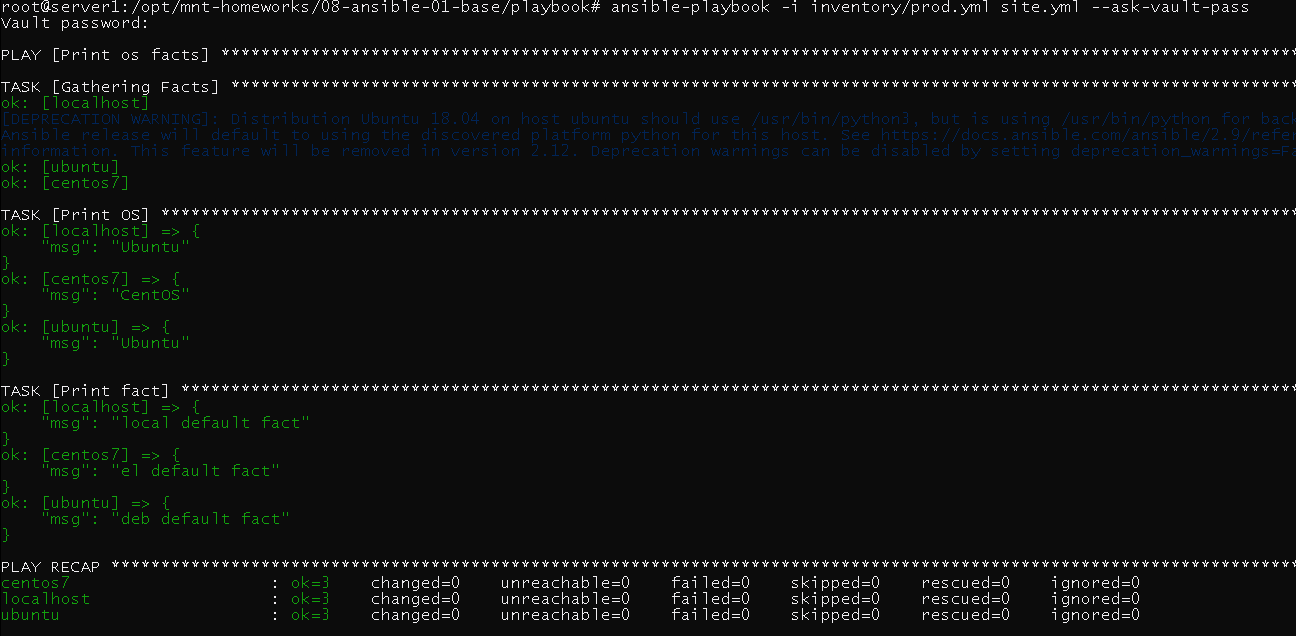 root@server1:/opt/mnt-homeworks/08-ansible-01-base/playbook# ansible-playbook -i inventory/prod.yml site.yml --ask-vault-pass
Vault password:
PLAY [Print os facts] ************************************************************************************************************
TASK [Gathering Facts] ***********************************************************************************************************
ok: [localhost]
[DEPRECATION WARNING]: Distribution Ubuntu 18.04 on host ubuntu should use /usr/bin/python3, but is using /usr/bin/python for back
Ansible release will default to using the discovered platform python for this host. See https://docs.ansible.com/ansible/2.9/refer
information. This feature will be removed in version 2.12. Deprecation warnings can be disabled by setting deprecation_warnings=Fa
ok: [ubuntu]
ok: [centos7]
TASK [Print OS] ******************************************************************************************************************
ok: [localhost] => {
    "msg": "Ubuntu"
}
ok: [centos7] => {
    "msg": "CentOS"
}
ok: [ubuntu] => {
    "msg": "Ubuntu"
}
TASK [Print fact] ****************************************************************************************************************
ok: [localhost] => {
    "msg": "local default fact"
}
ok: [centos7] => {
    "msg": "el default fact"
}
ok: [ubuntu] => {
    "msg": "deb default fact"
}
PLAY RECAP ***********************************************************************************************************************
centos7                    : ok=3    changed=0    unreachable=0    failed=0    skipped=0    rescued=0    ignored=0
localhost                  : ok=3    changed=0    unreachable=0    failed=0    skipped=0    rescued=0    ignored=0
ubuntu                     : ok=3    changed=0    unreachable=0    failed=0    skipped=0    rescued=0    ignored=0